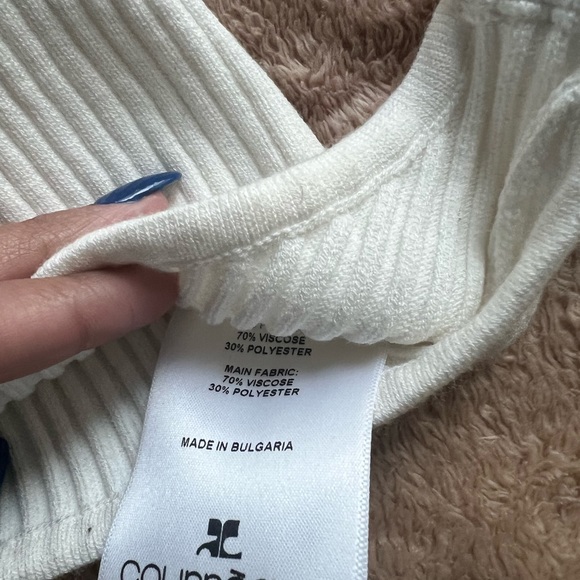 70% VISCOSE
30% POLYESTER
MAIN FABRIC:
70% VISCOSE
30% POLYESTER
MADE IN BULGARIA